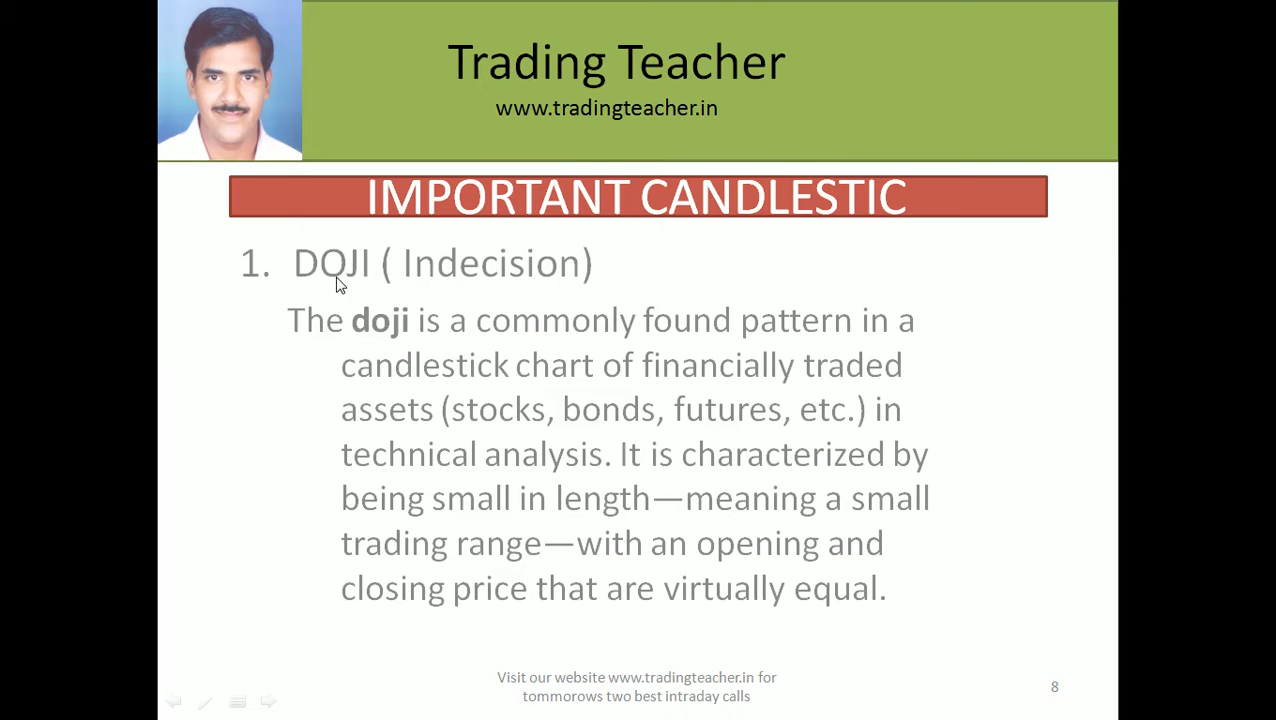 Trading Teacher
www.tradingteacher.in
IMPORTANT CANDLESTIC
1. DOJI ( Indecision)
The doji is a commonly found pattern in a
candlestick chart of financially traded
assets (stocks, bonds, futures, etc.) in
technical analysis. It is characterized by
being small in length—meaning a small
trading range—with an opening and
closing price that are virtually equal.
Visit our website www.tradingteacher.in for
tommorows two best intraday calls
8